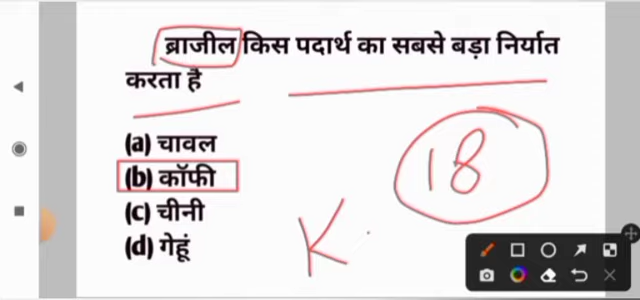 ब्राजील किस पदार्थ का सबसे बड़ा निर्यात
करता है
(a) चावल
(b) कॉफी
(c) चीनी
(d) गेहूं
18
K